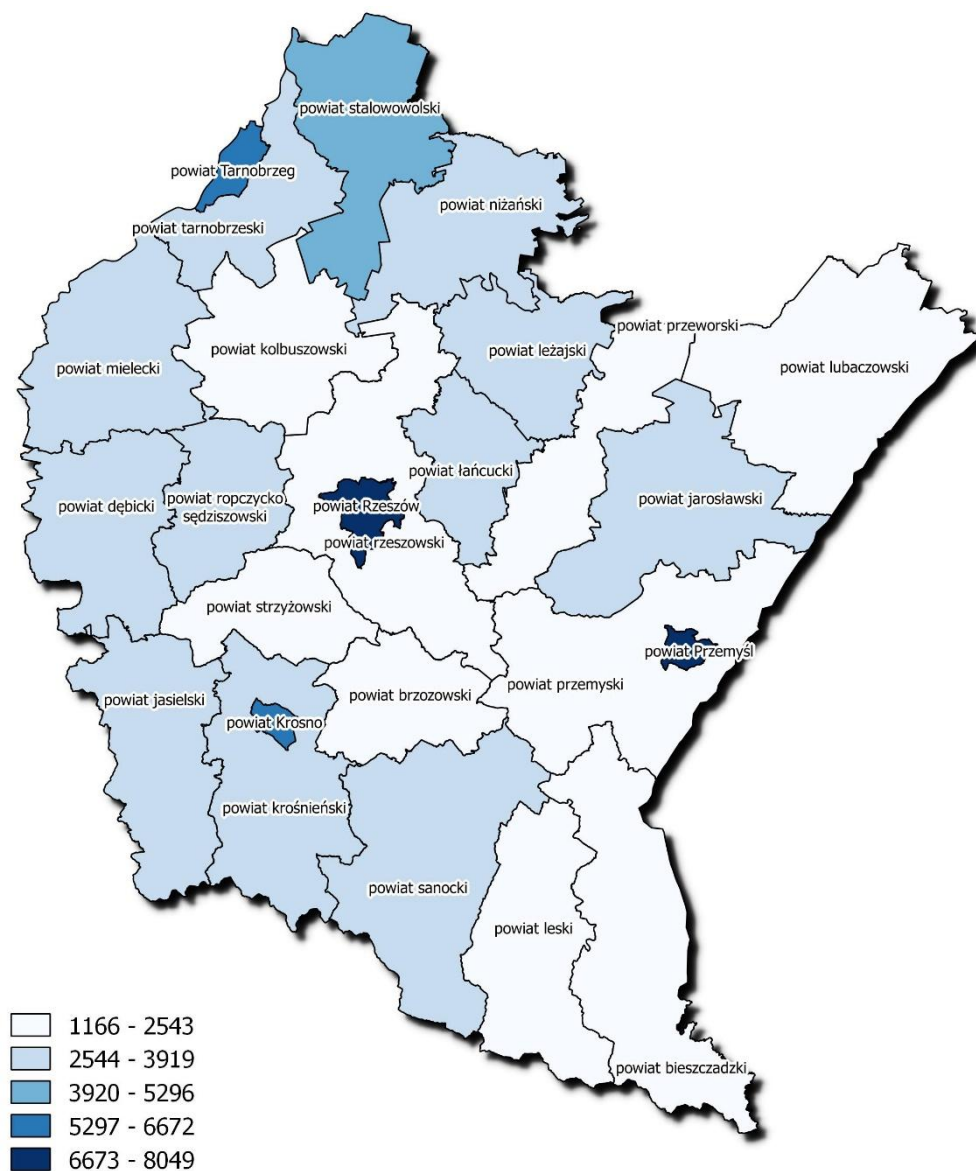 powiat stalowowolski
powiat Tarnobrzeg
powiat niżański
powiat tarnobrzeski
powiat przeworski
powiat kolbuszowski
powiat leżajski
powiat mielecki
powiat lubaczowski
powiat łańcucki
powiat dębicki
powiat ropczycko
sędziszowski
powiat jarosławski
powiat Rzeszów
powiat rzeszowski
powiat strzyżowski
powiat Przemyśl
powiat przemyski
powiat brzozowski
powiat jasielski
powiat Krosno
powiat krośnieński
powiat sanocki
powiat leski
powiat bieszczadzki
1166 - 2543
2544 - 3919
3920 - 5296
5297 - 6672
6673 - 8049